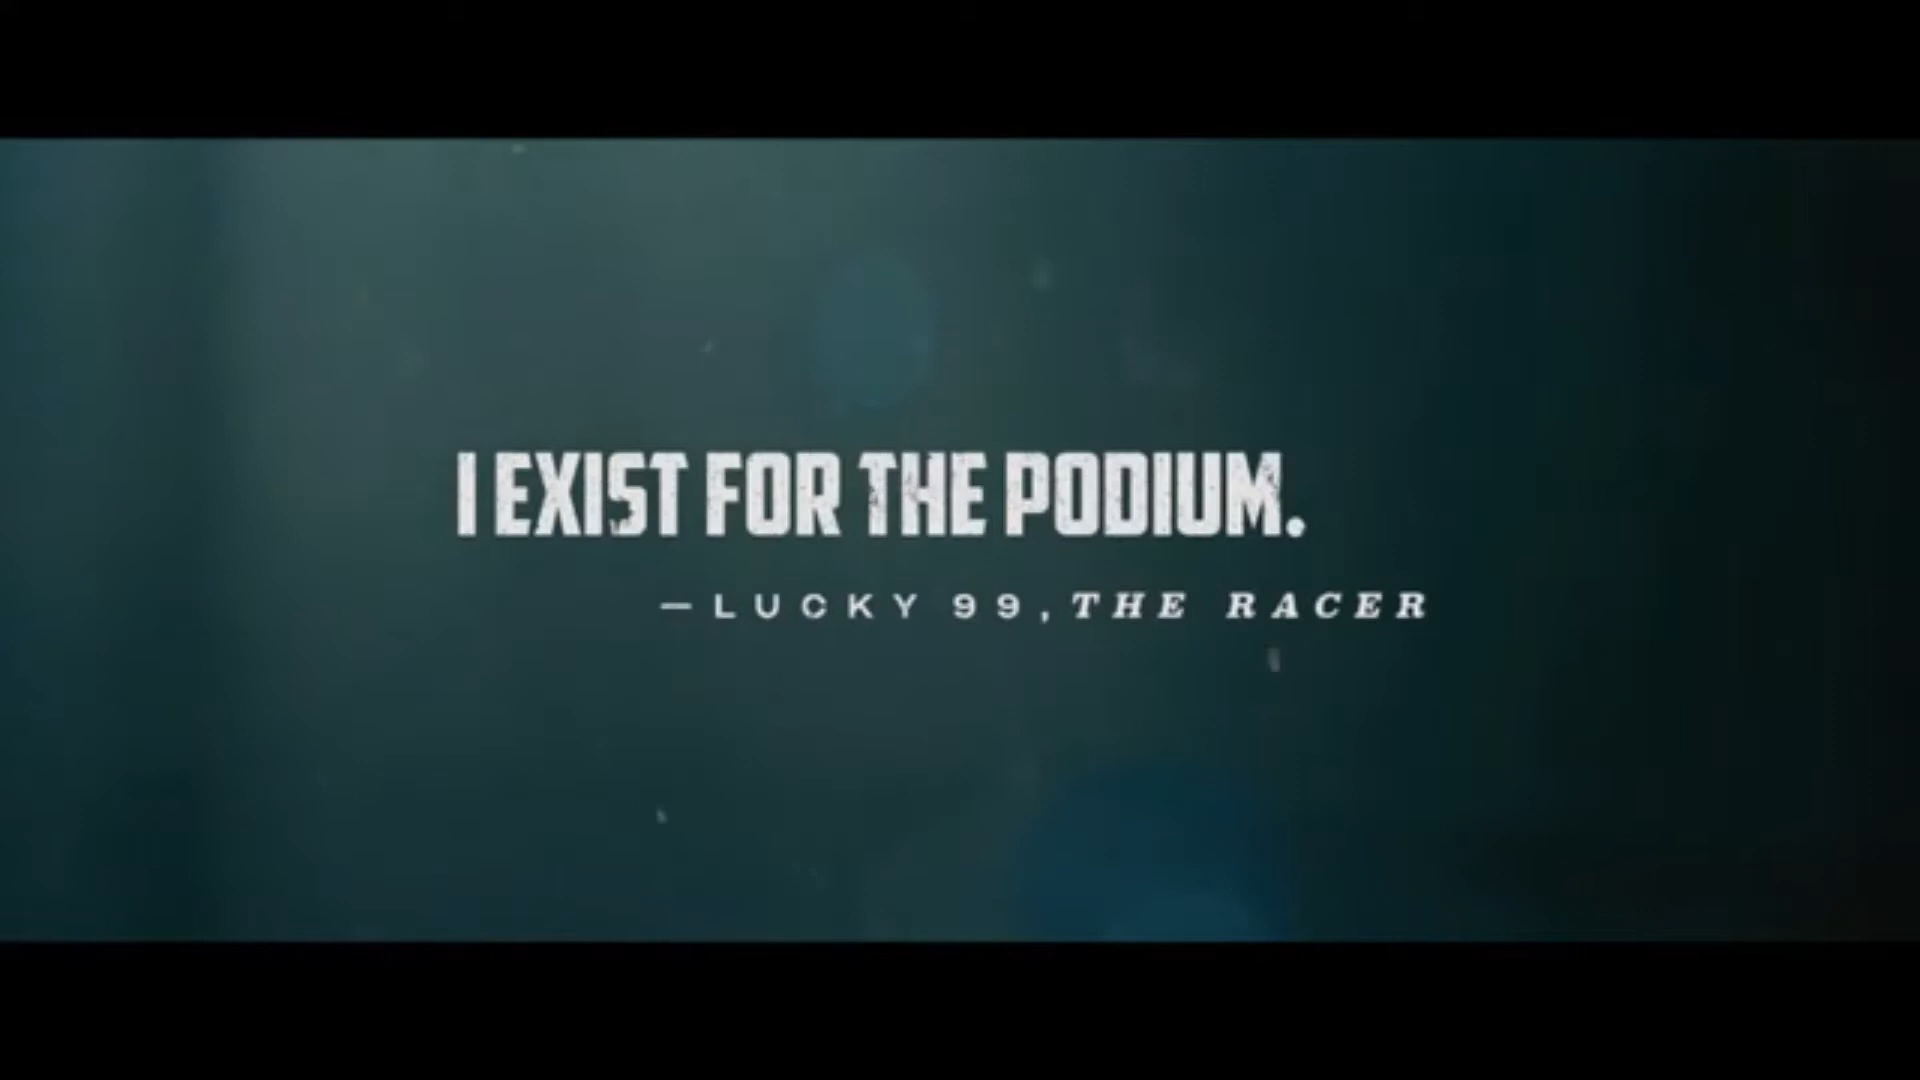 I EXIST FOR THE PODIUM.
— LUCKY 99, THE RACER